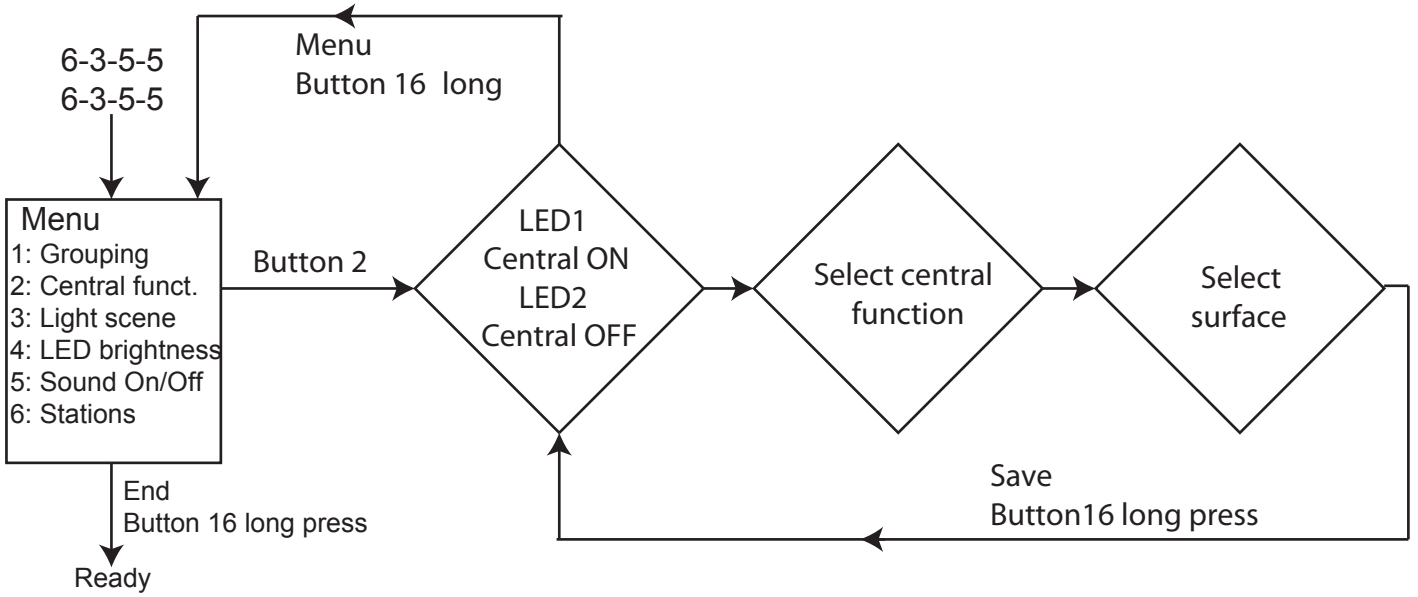 6-3-5-5
6-3-5-5
Menu
Button 16 long
Menu
1: Grouping
2: Central funct.
3: Light scene
4: LED brightness
5: Sound On/Off
6: Stations
Button 2
LED1
Central ON
LED2
Central OFF
Select central
function
Select
surface
Save
Button16 long press
End
Button 16 long press
Ready